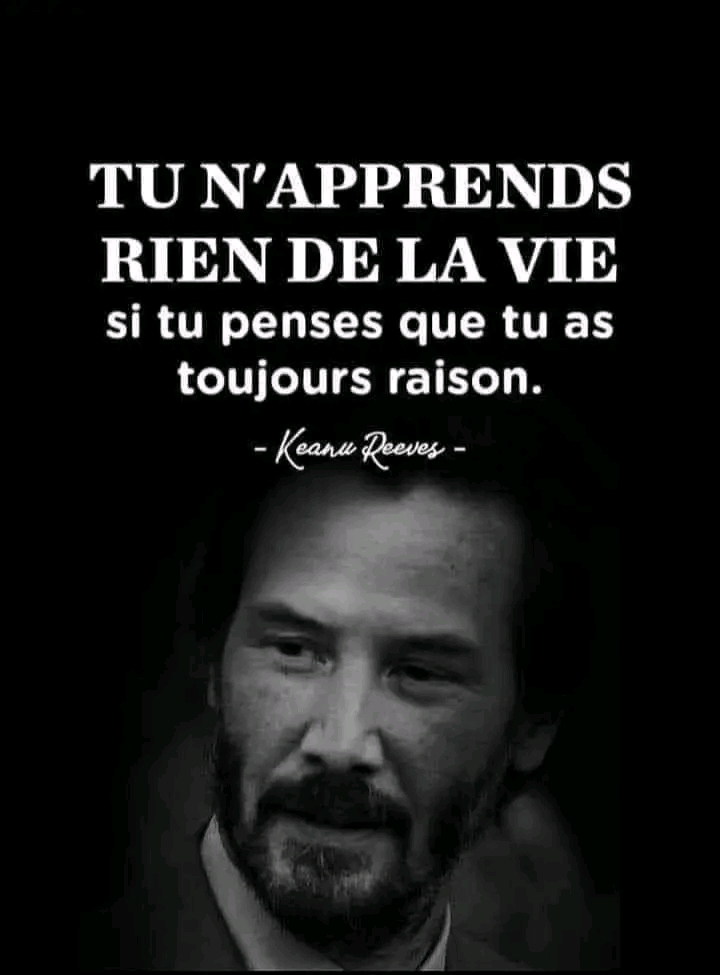 TU N'APPRENDS
RIEN DE LA VIE
si tu penses que tu as
toujours raison.
- Keanu Reeves -